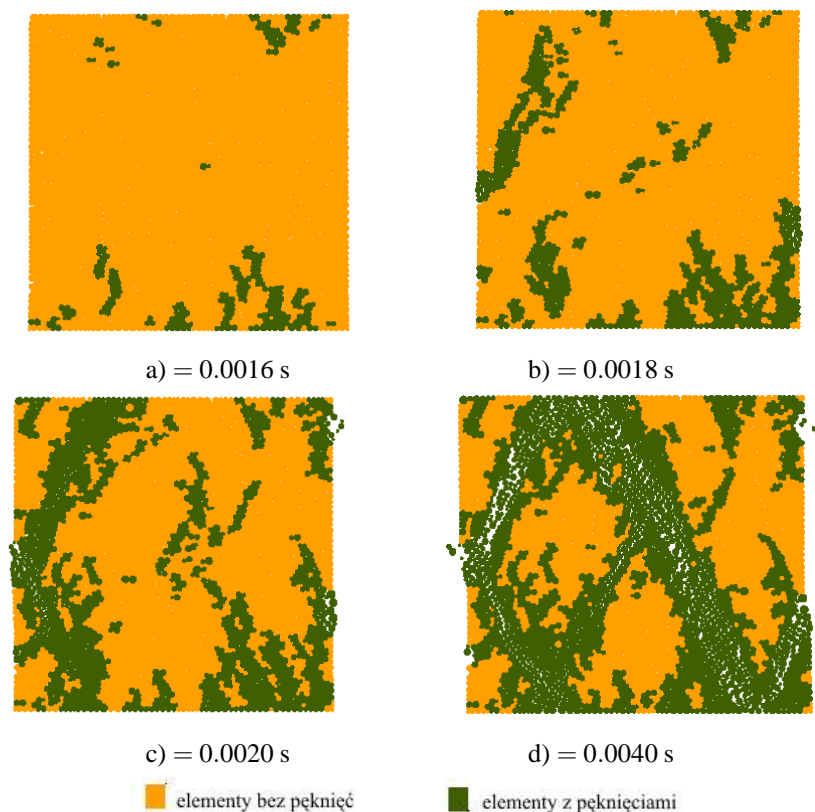 a) = 0.0016 s
b) = 0.0018 s
c) = 0.0020 s
d) = 0.0040 s
elementy bez pęknięć
elementy z pęknięciami